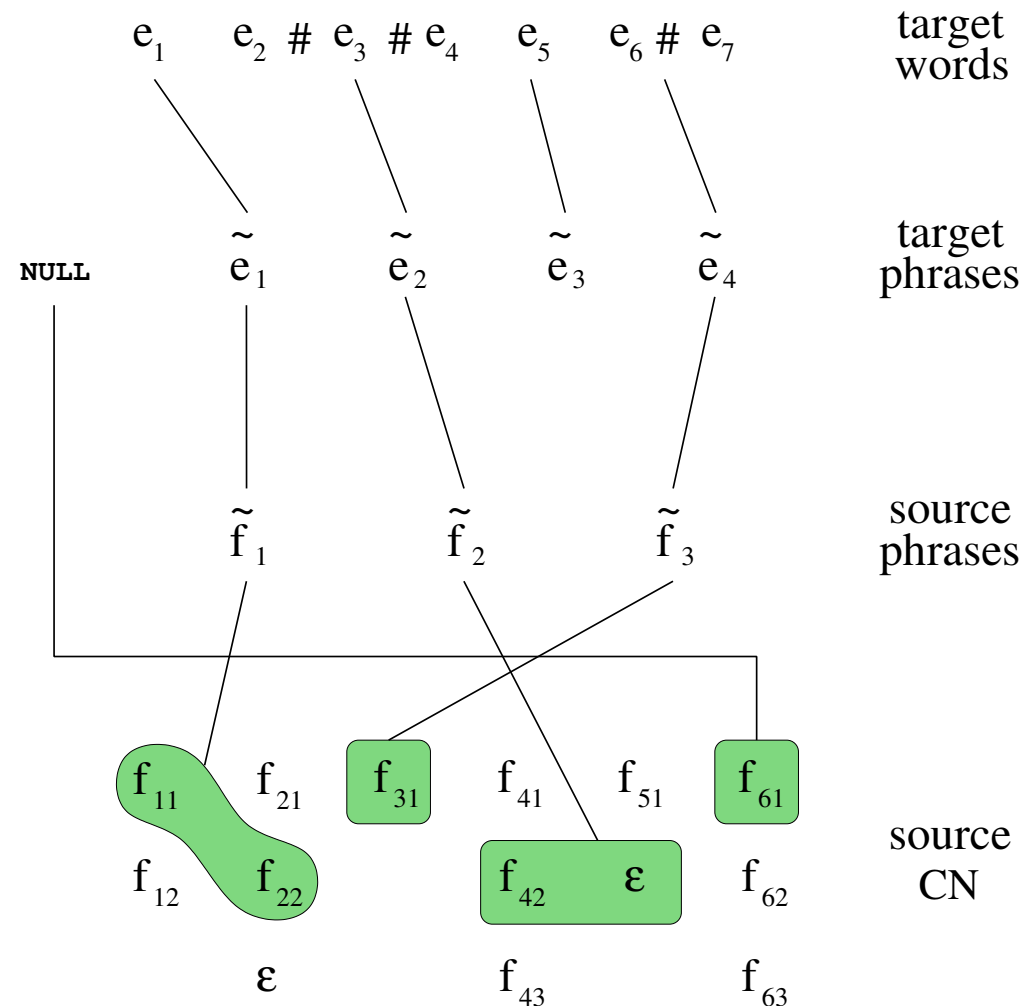 e₁ e₂ # e₃ # e₄ e₅ e₆ # e₇ target words
NULL ẽ₁ ẽ₂ ẽ₃ ẽ₄ target phrases
f̃₁ f̃₂ f̃₃ source phrases
f₁₁ f₂₁ f₃₁ f₄₁ f₅₁ f₆₁
f₁₂ f₂₂ f₄₂ ε f₆₂ source CN
ε f₄₃ f₆₃